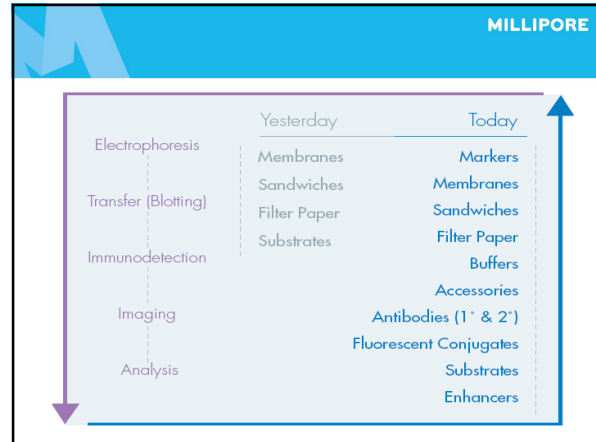 MILLIPORE
Electrophoresis
Transfer (Blotting)
Immunodetection
Imaging
Analysis
Yesterday
Membranes
Sandwiches
Filter Paper
Substrates
Today
Markers
Membranes
Sandwiches
Filter Paper
Buffers
Accessories
Antibodies (1° & 2°)
Fluorescent Conjugates
Substrates
Enhancers